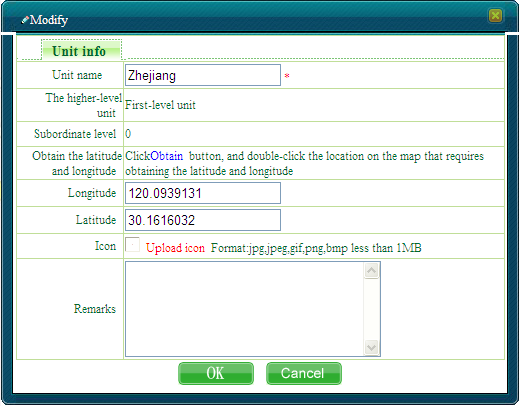 Modify
Unit info
Unit name Zhejiang *
The higher-level unit First-level unit
Subordinate level 0
Obtain the latitude and longitude ClickObtain button, and double-click the location on the map that requires obtaining the latitude and longitude
Longitude 120.0939131
Latitude 30.1616032
Icon Upload icon Format:jpg,jpeg,gif,png,bmp less than 1MB
Remarks
OK Cancel